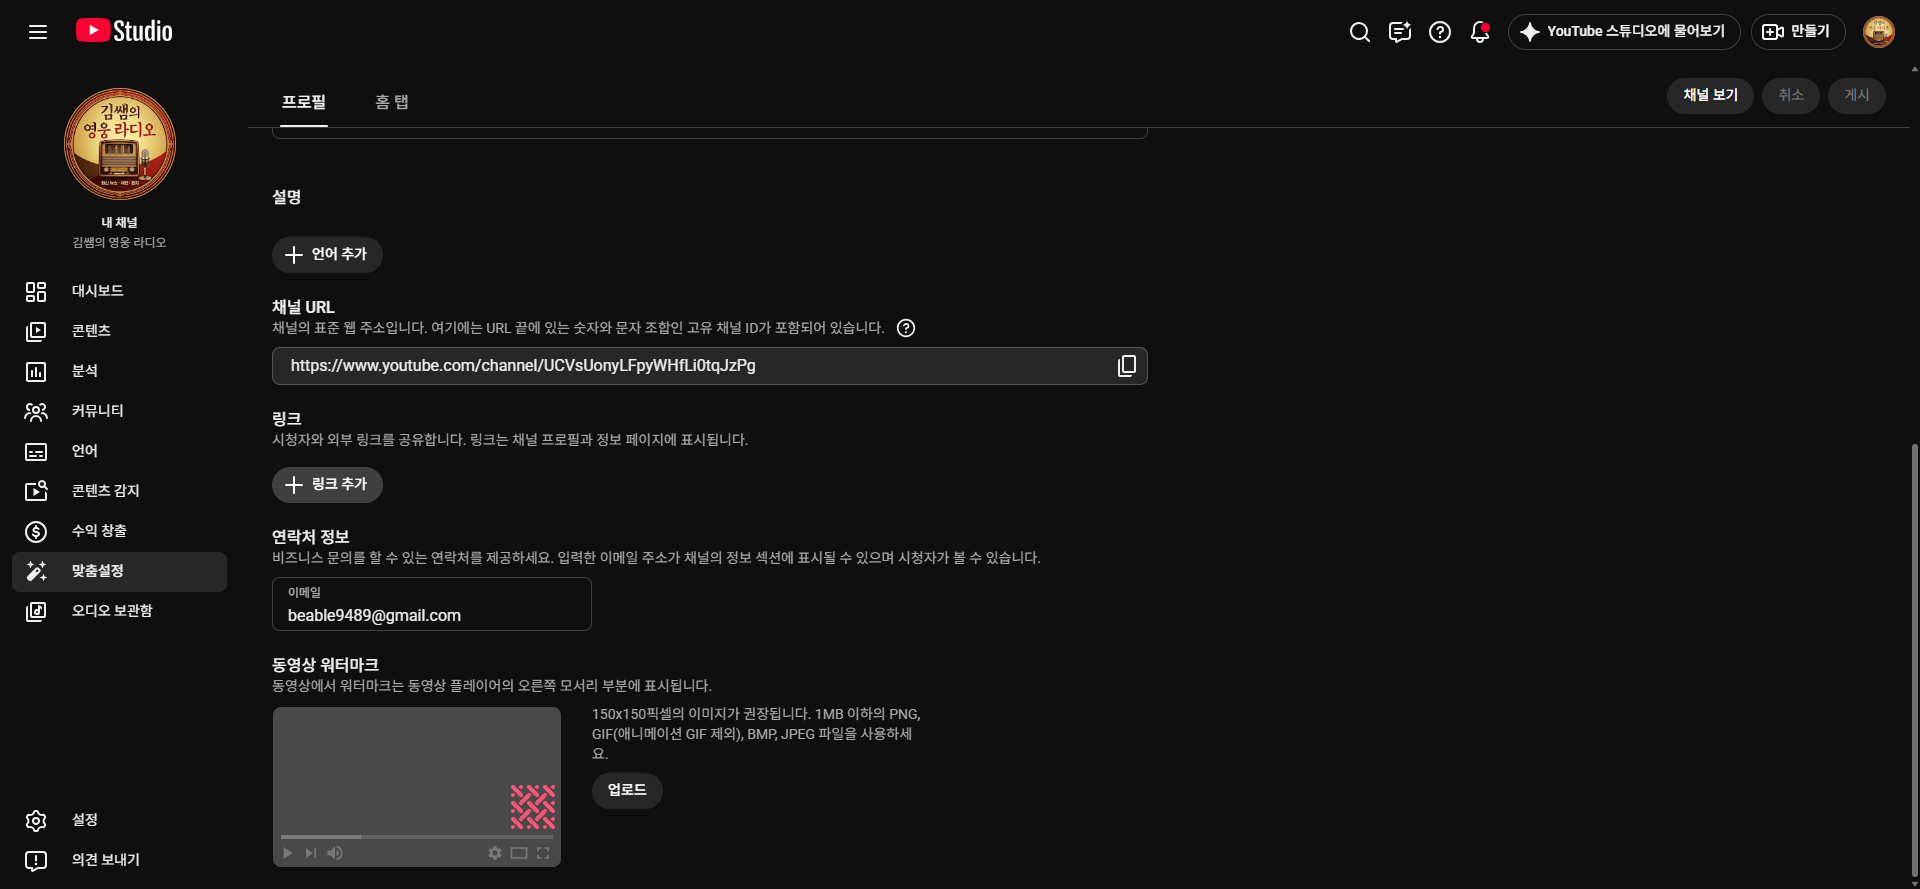 Studio
YouTube 스튜디오에 물어보기
만들기
김쌤의
영웅 라디오
내 채널
김쌤의 영웅 라디오
대시보드
콘텐츠
분석
커뮤니티
언어
콘텐츠 감지
수익 창출
맞춤설정
오디오 보관함
설정
의견 보내기
프로필
홈 탭
채널 보기
취소
게시
설명
언어 추가
채널 URL
채널의 표준 웹 주소입니다. 여기에는 URL 끝에 있는 숫자와 문자 조합인 고유 채널 ID가 포함되어 있습니다.
https://www.youtube.com/channel/UCVsUonyLFpyWHfLi0tqJzPg
링크
시청자와 외부 링크를 공유합니다. 링크는 채널 프로필과 정보 페이지에 표시됩니다.
링크 추가
연락처 정보
비즈니스 문의를 할 수 있는 연락처를 제공하세요. 입력한 이메일 주소가 채널의 정보 섹션에 표시될 수 있으며 시청자가 볼 수 있습니다.
이메일
beable9489@gmail.com
동영상 워터마크
동영상에서 워터마크는 동영상 플레이어의 오른쪽 모서리 부분에 표시됩니다.
150x150픽셀의 이미지가 권장됩니다. 1MB 이하의 PNG,
GIF(애니메이션 GIF 제외), BMP, JPEG 파일을 사용하세
요.
업로드